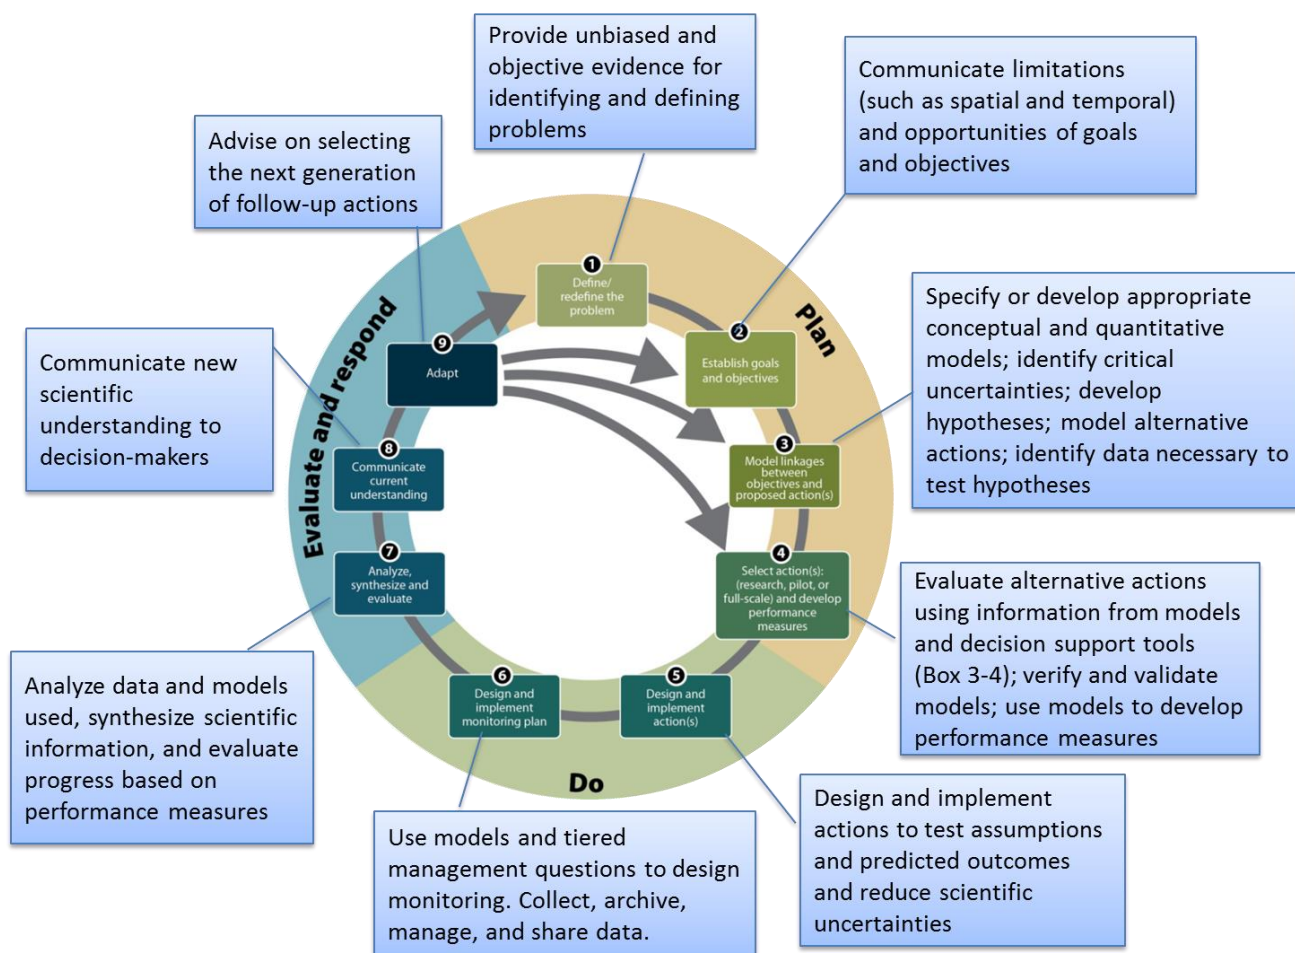 Provide unbiased and
objective evidence for
identifying and defining
problems
Communicate limitations
(such as spatial and temporal)
and opportunities of goals
and objectives
Advise on selecting
the next generation
of follow-up actions
Specify or develop appropriate
conceptual and quantitative
models; identify critical
uncertainties; develop
hypotheses; model alternative
actions; identify data necessary to
test hypotheses
Communicate new
scientific
understanding to
decision-makers
Evaluate alternative actions
using information from models
and decision support tools
(Box 3-4); verify and validate
models; use models to develop
performance measures
Analyze data and models
used, synthesize scientific
information, and evaluate
progress based on
performance measures
Design and implement
actions to test assumptions
and predicted outcomes
and reduce scientific
uncertainties
Use models and tiered
management questions to design
monitoring. Collect, archive,
manage, and share data.
Plan
Do
Evaluate and respond
1
Define/
redefine the
problem
2
Establish goals
and objectives
3
Model linkages
between
objectives and
proposed action(s)
4
Select action(s):
(research, pilot, or
full-scale) and develop
performance
measures
5
Design and
implement
action(s)
6
Design and
implement
monitoring plan
7
Analyze,
synthesize and
evaluate
8
Communicate
current
understanding
9
Adapt